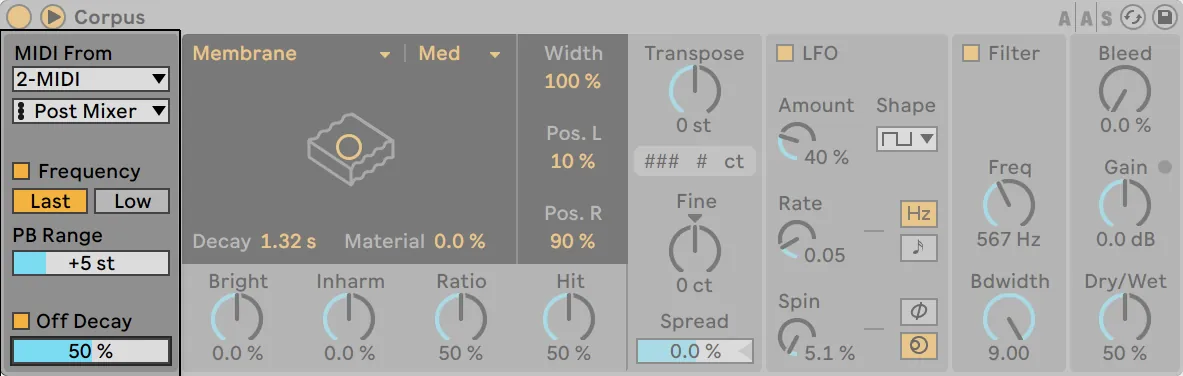 Corpus
AAS
MIDI From
2-MIDI
Post Mixer
Frequency
Last Low
PB Range
+5 st
Off Decay
50 %
Membrane Med
Decay 1.32 s Material 0.0 %
Width
100 %
Pos. L
10 %
Pos. R
90 %
Bright Inharm Ratio Hit
0.0 % 0.0 % 50 % 50 %
Transpose
0 st
### # ct
Fine
0 ct
Spread
0.0 %
LFO
Amount Shape
40 %
Rate Hz
0.05
Spin
5.1 %
Filter
Freq
567 Hz
Bdwidth
9.00
Bleed
0.0 %
Gain
0.0 dB
Dry/Wet
50 %